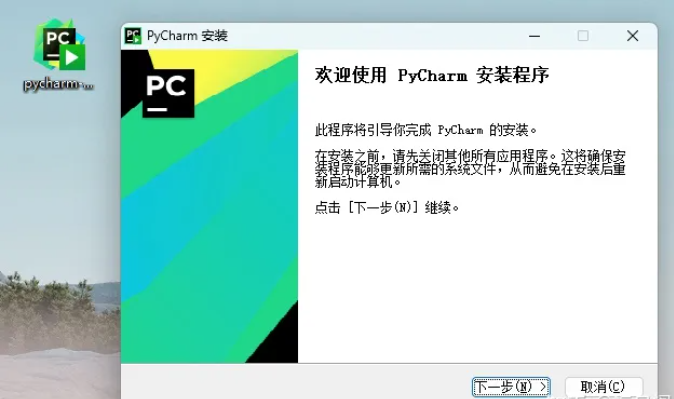 PC
pycharm-...
PyCharm 安装
PC
欢迎使用 PyCharm 安装程序
此程序将引导你完成 PyCharm 的安装。
在安装之前，请先关闭其他所有应用程序。这将确保安
装程序能够更新所需的系统文件，从而避免在安装后重
新启动计算机。
点击 [下一步(N)] 继续。
下一步(N) >
取消(C)